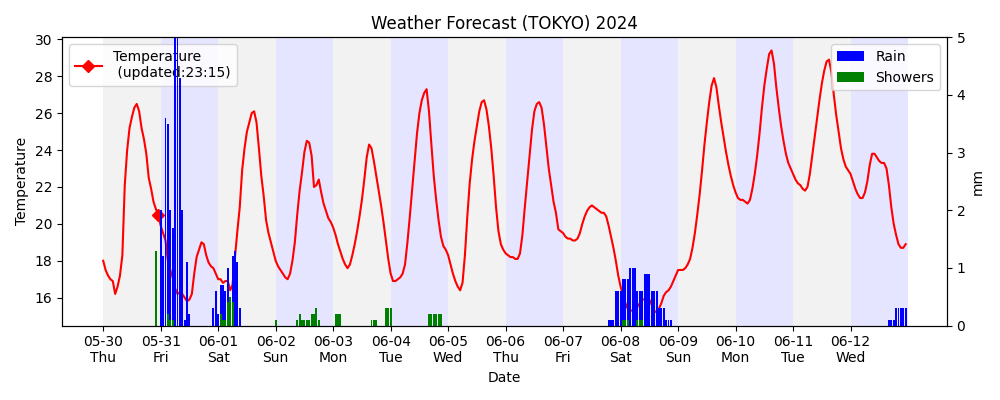 Weather Forecast (TOKYO) 2024
Temperature
(updated:23:15)
Rain
Showers
Temperature
30
28
26
24
22
20
18
16
5
4
3
2
1
0
mm
05-30
Thu
05-31
Fri
06-01
Sat
06-02
Sun
06-03
Mon
06-04
Tue
06-05
Wed
06-06
Thu
06-07
Fri
06-08
Sat
06-09
Sun
06-10
Mon
06-11
Tue
06-12
Wed
Date